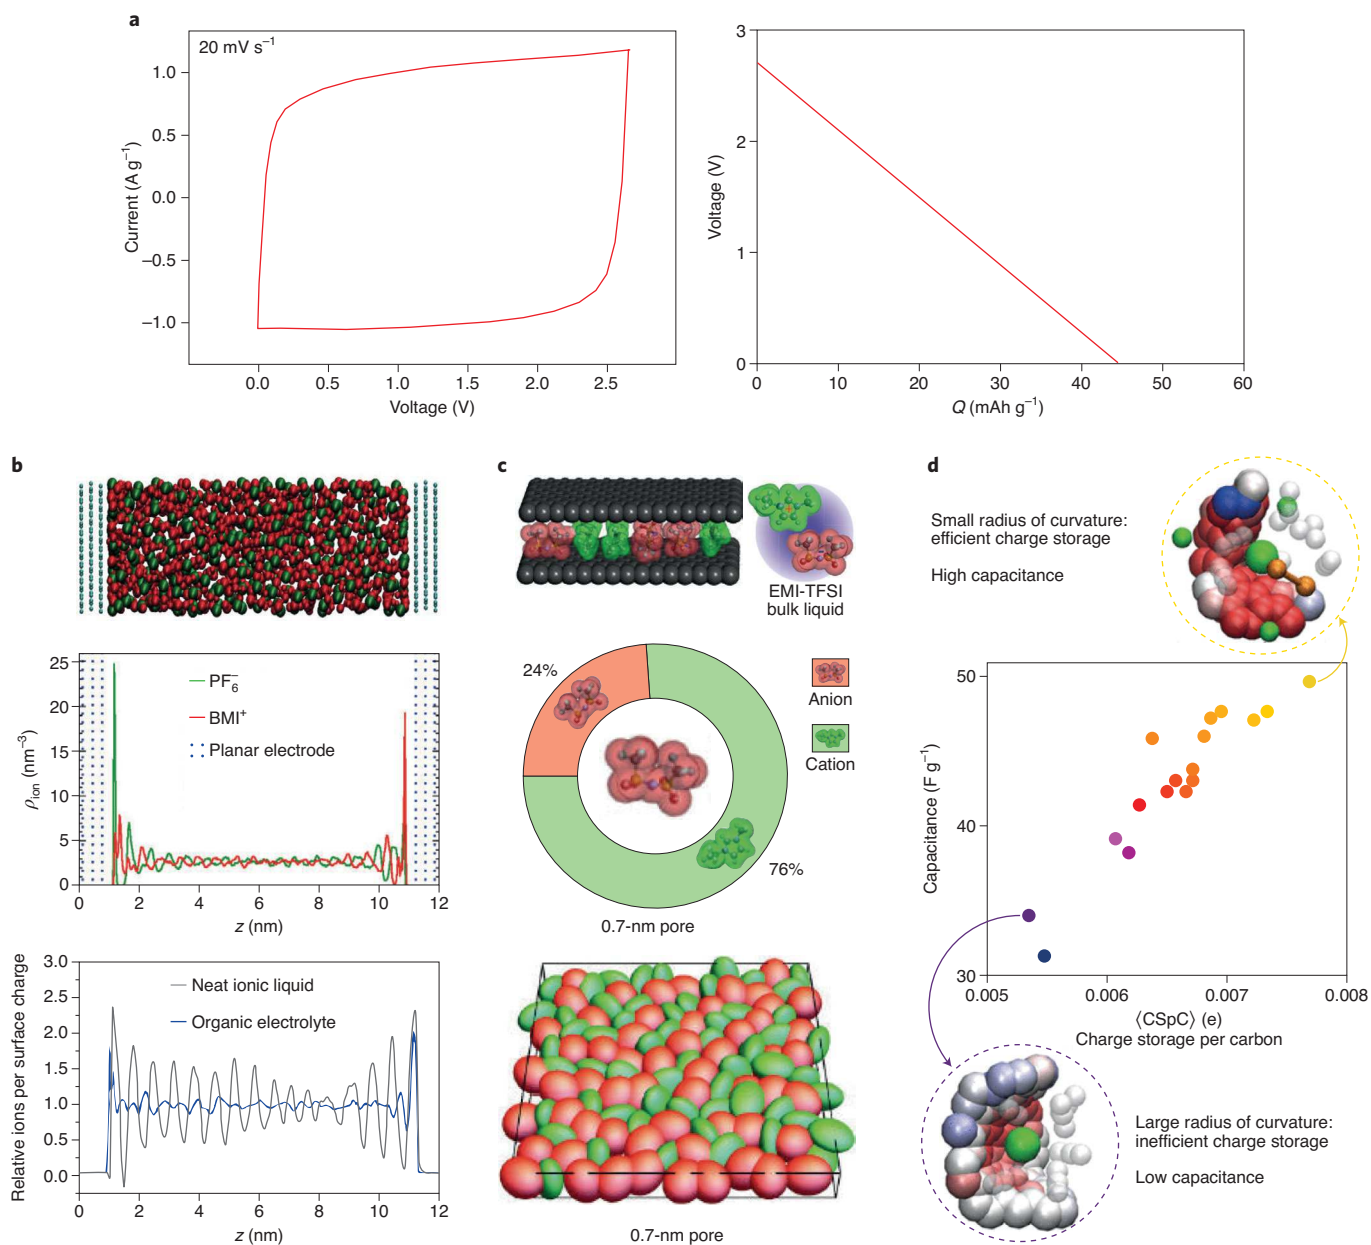 a
20 mV s⁻¹
1.0
0.5
0.0
−0.5
−1.0
Current (A g⁻¹)
0.0 0.5 1.0 1.5 2.0 2.5
Voltage (V)
3
2
1
0
Voltage (V)
0 10 20 30 40 50 60
Q (mAh g⁻¹)
b
25
20
15
10
5
0
ρion (nm⁻³)
PF₆⁻
BMI⁺
Planar electrode
0 2 4 6 8 10 12
z (nm)
3.0
2.5
2.0
1.5
1.0
0.5
0.0
Relative ions per surface charge
Neat ionic liquid
Organic electrolyte
0 2 4 6 8 10 12
z (nm)
c
EMI-TFSI
bulk liquid
24%
76%
Anion
Cation
0.7-nm pore
0.7-nm pore
d
Small radius of curvature:
efficient charge storage
High capacitance
50
40
30
Capacitance (F g⁻¹)
0.005 0.006 0.007 0.008
⟨CSpC⟩ (e)
Charge storage per carbon
Large radius of curvature:
inefficient charge storage
Low capacitance